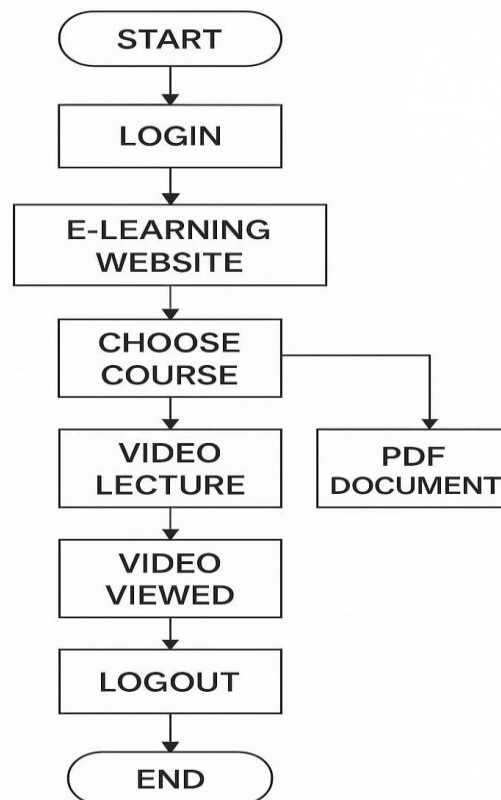 START
LOGIN
E-LEARNING
WEBSITE
CHOOSE
COURSE
VIDEO
LECTURE
PDF
DOCUMENT
VIDEO
VIEWED
LOGOUT
END